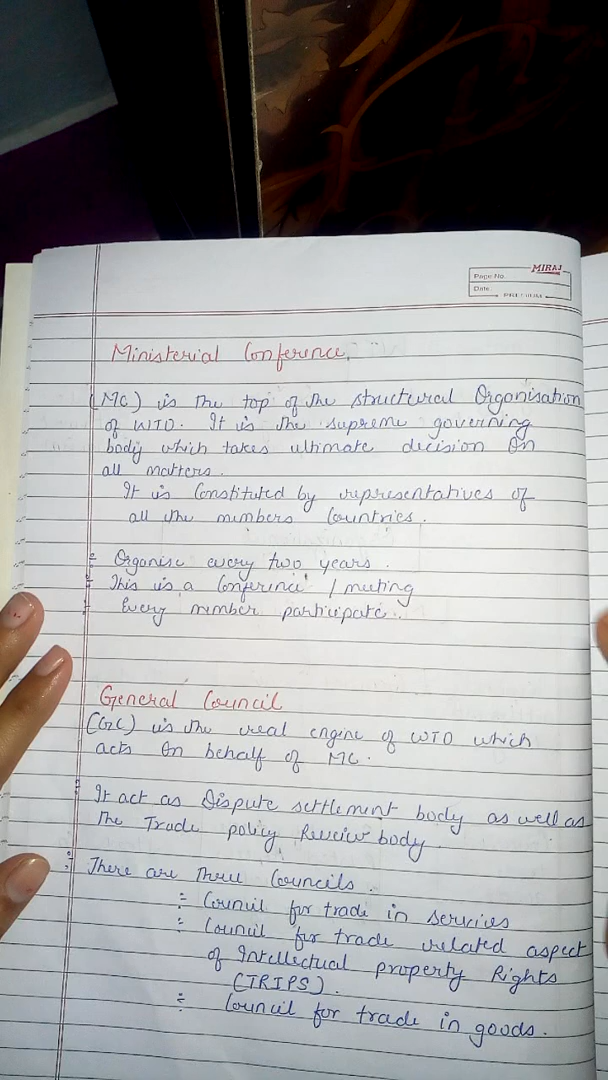 MIRAJ
Page No.
Date
PREMIUM
Ministerial Conference.
(MC) is the top of the structural Organisation
of WTO. It is the supreme governing
body which takes ultimate decision On
all matters.
It is Constituted by representatives of
all the members Countries.
Organise every two years.
This is a Conference / meeting
Every member participate.
General Council
(GC) is the real engine of WTO which
acts On behalf of MC.
It act as Dispute settlement body as well as
the Trade policy Review body
There are three Councils.
÷ Council for trade in services
÷ Council for trade related aspect
of Intellectual property Rights
(TRIPS).
÷ Council for trade in goods.